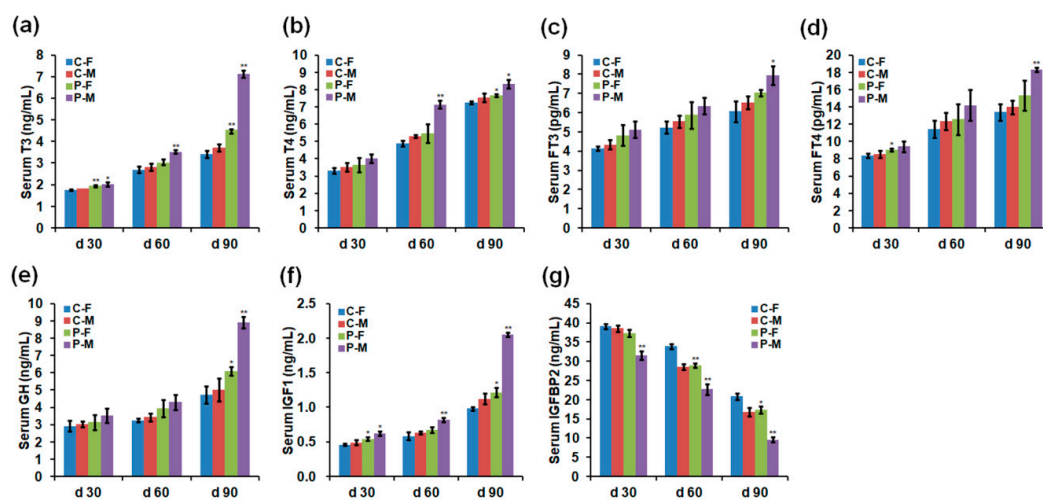 (a)
Serum T3 (ng/mL)
8
7
6
5
4
3
2
1
0
C-F
C-M
P-F
P-M
** *
**
**
**
d 30 d 60 d 90
(b)
Serum T4 (ng/mL)
10
9
8
7
6
5
4
3
2
1
0
C-F
C-M
P-F
P-M
**
*
*
d 30 d 60 d 90
(c)
Serum FT3 (pg/mL)
9
8
7
6
5
4
3
2
1
0
C-F
C-M
P-F
P-M
*
d 30 d 60 d 90
(d)
Serum FT4 (pg/mL)
20
18
16
14
12
10
8
6
4
2
0
C-F
C-M
P-F
P-M
*
**
d 30 d 60 d 90
(e)
Serum GH (ng/mL)
10
9
8
7
6
5
4
3
2
1
0
C-F
C-M
P-F
P-M
*
**
d 30 d 60 d 90
(f)
Serum IGF1 (ng/mL)
2.5
2.0
1.5
1.0
0.5
0.0
C-F
C-M
P-F
P-M
* *
**
*
**
d 30 d 60 d 90
(g)
Serum IGFBP2 (ng/mL)
45
40
35
30
25
20
15
10
5
0
C-F
C-M
P-F
P-M
**
**
**
*
**
d 30 d 60 d 90